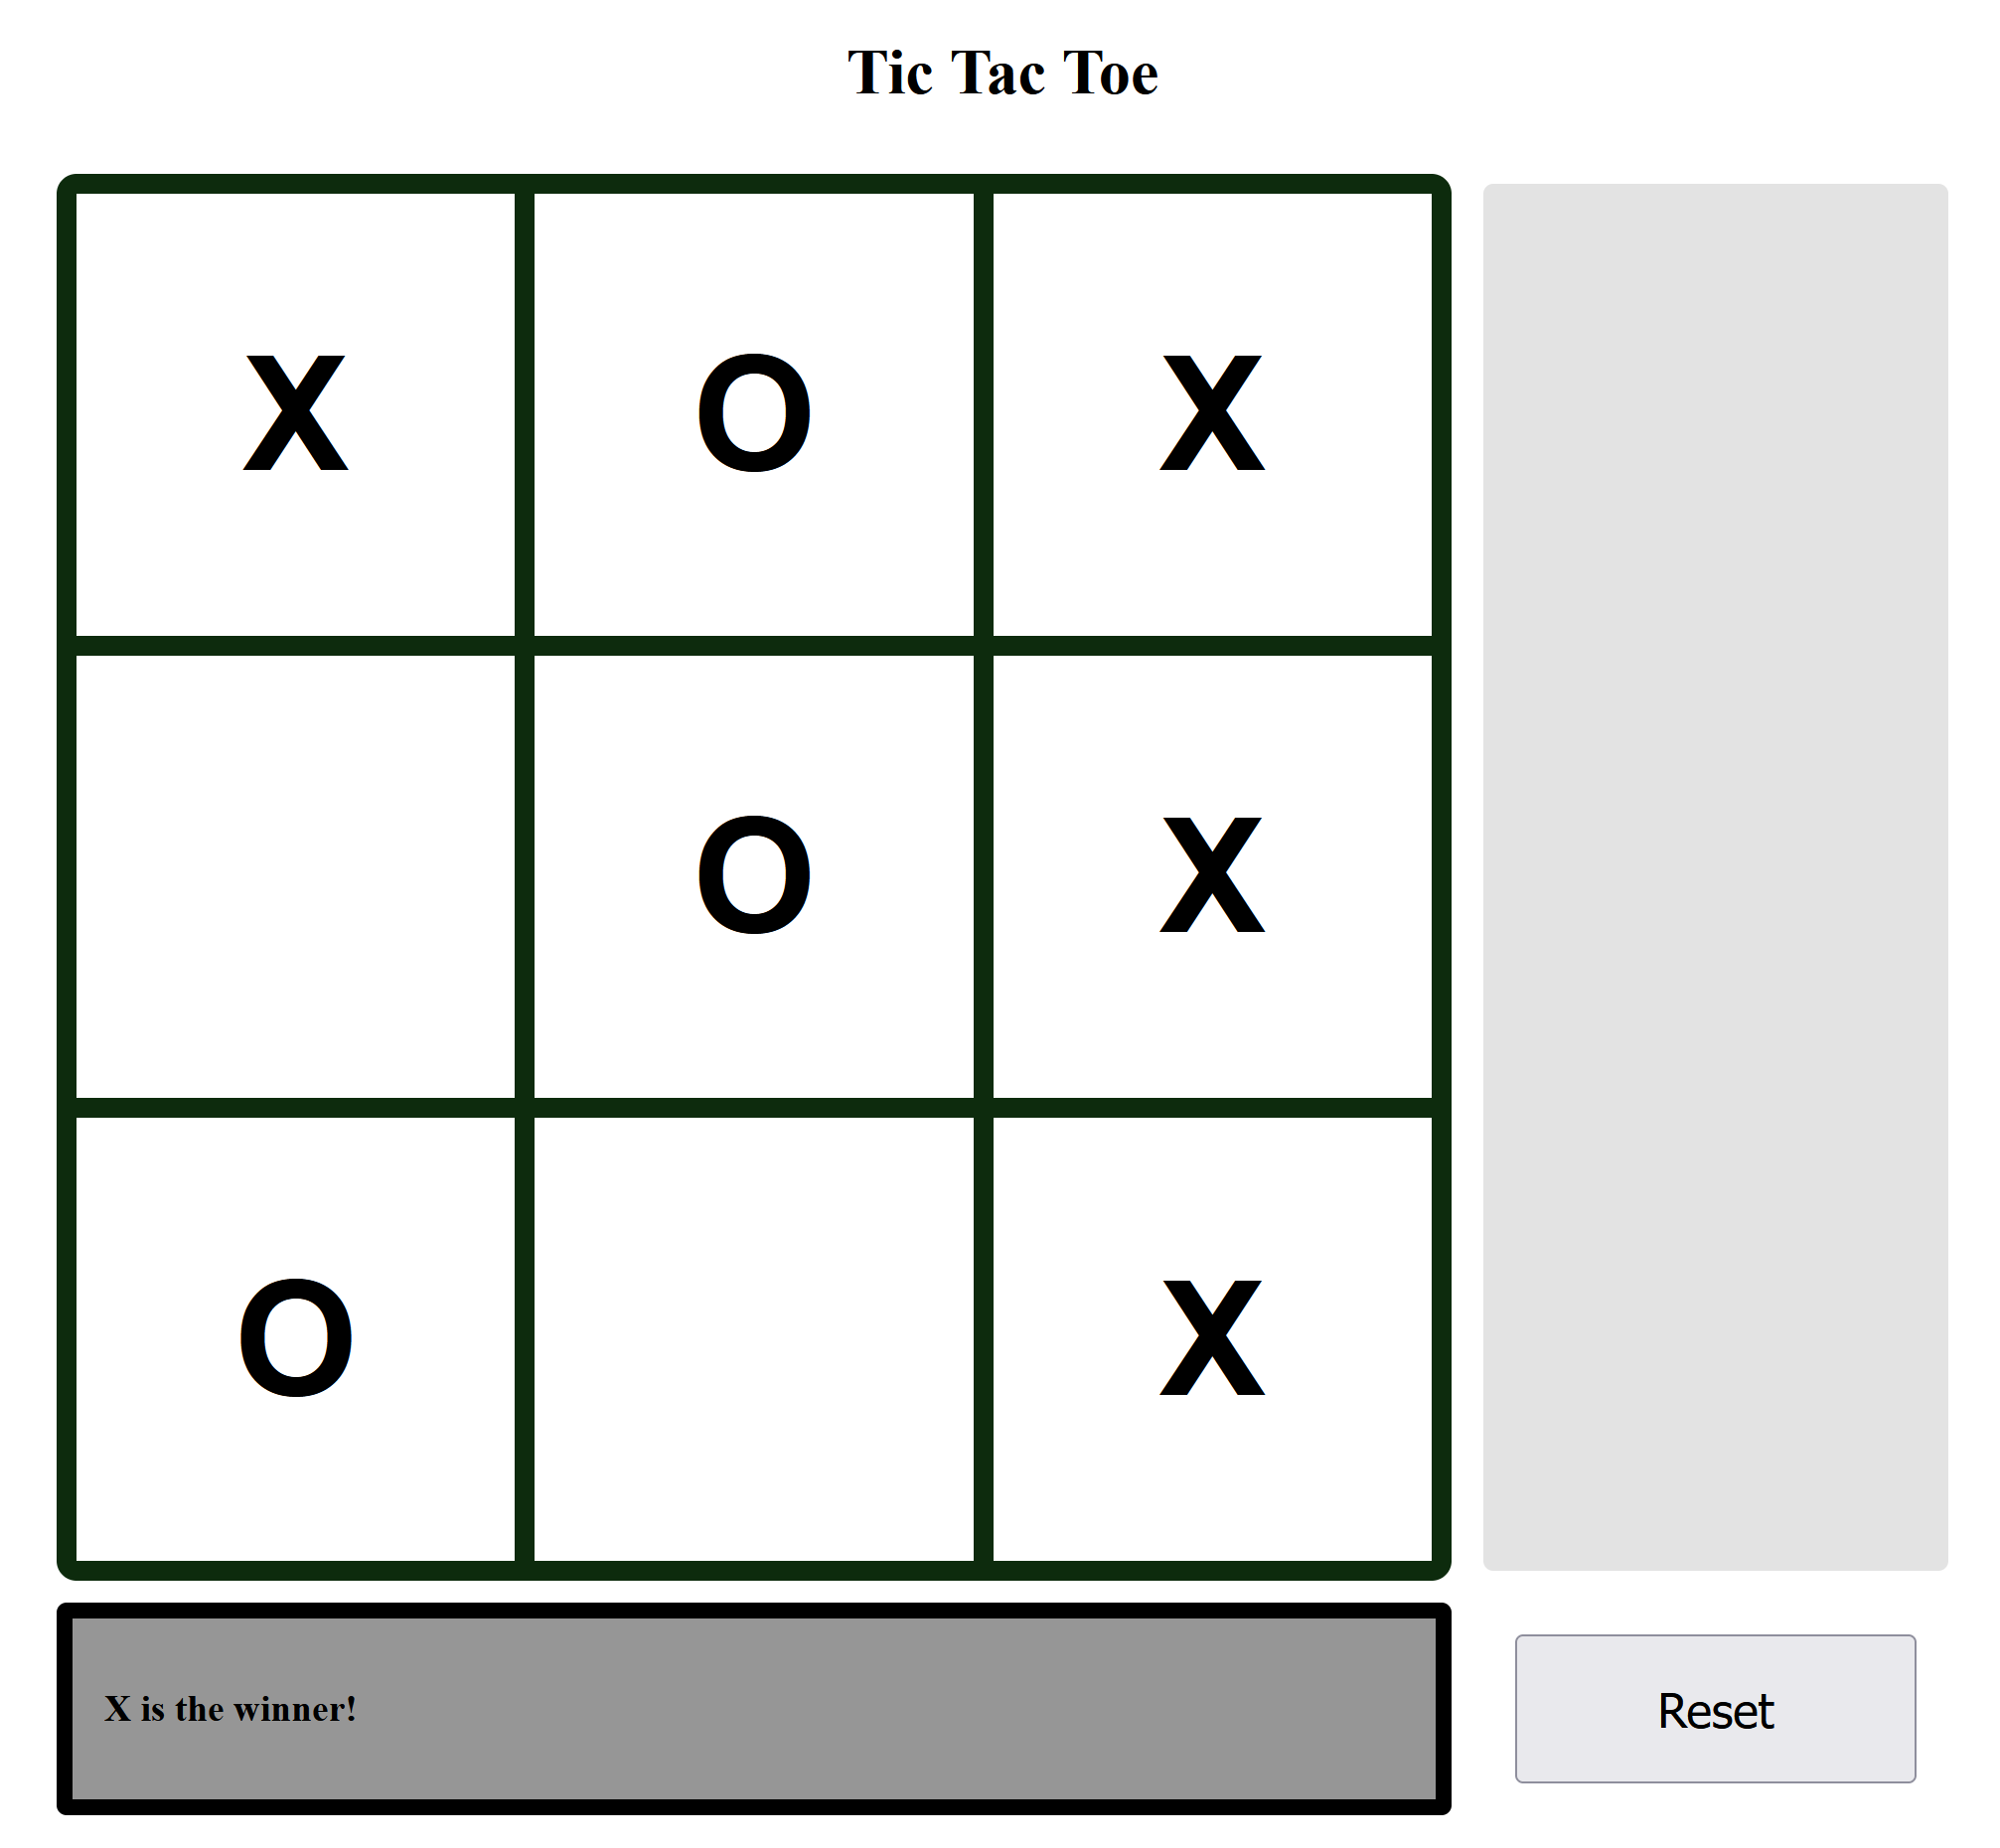 Tic Tac Toe
X O X
O X
O X
X is the winner!
Reset